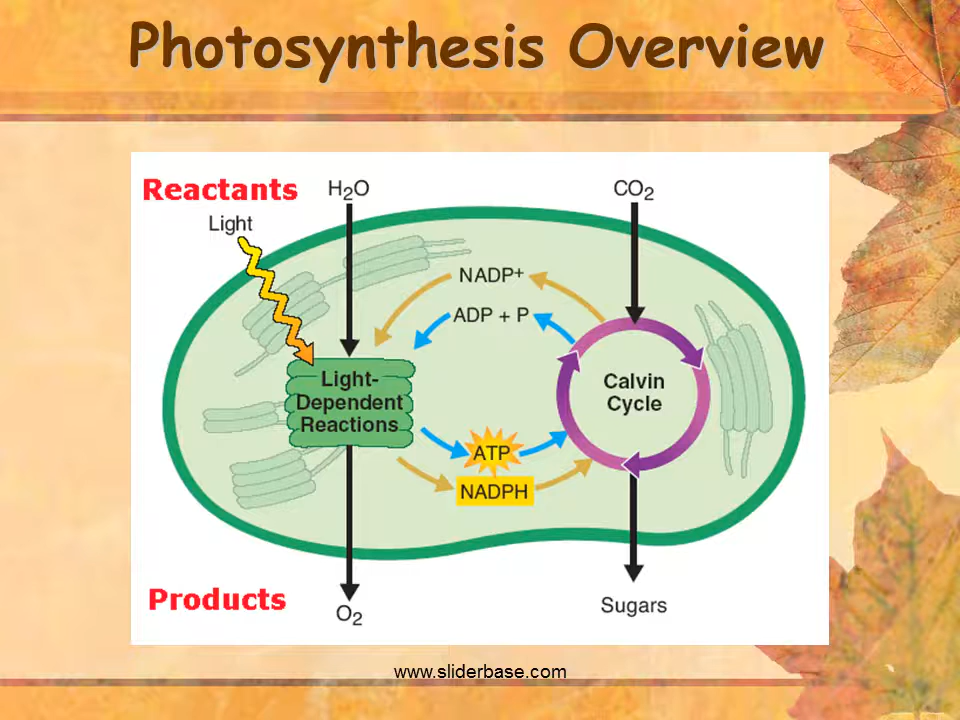 Photosynthesis Overview
Reactants
H₂O
CO₂
Light
NADP⁺
ADP + P
Light-
Dependent
Reactions
Calvin
Cycle
ATP
NADPH
Products
O₂
Sugars
www.sliderbase.com